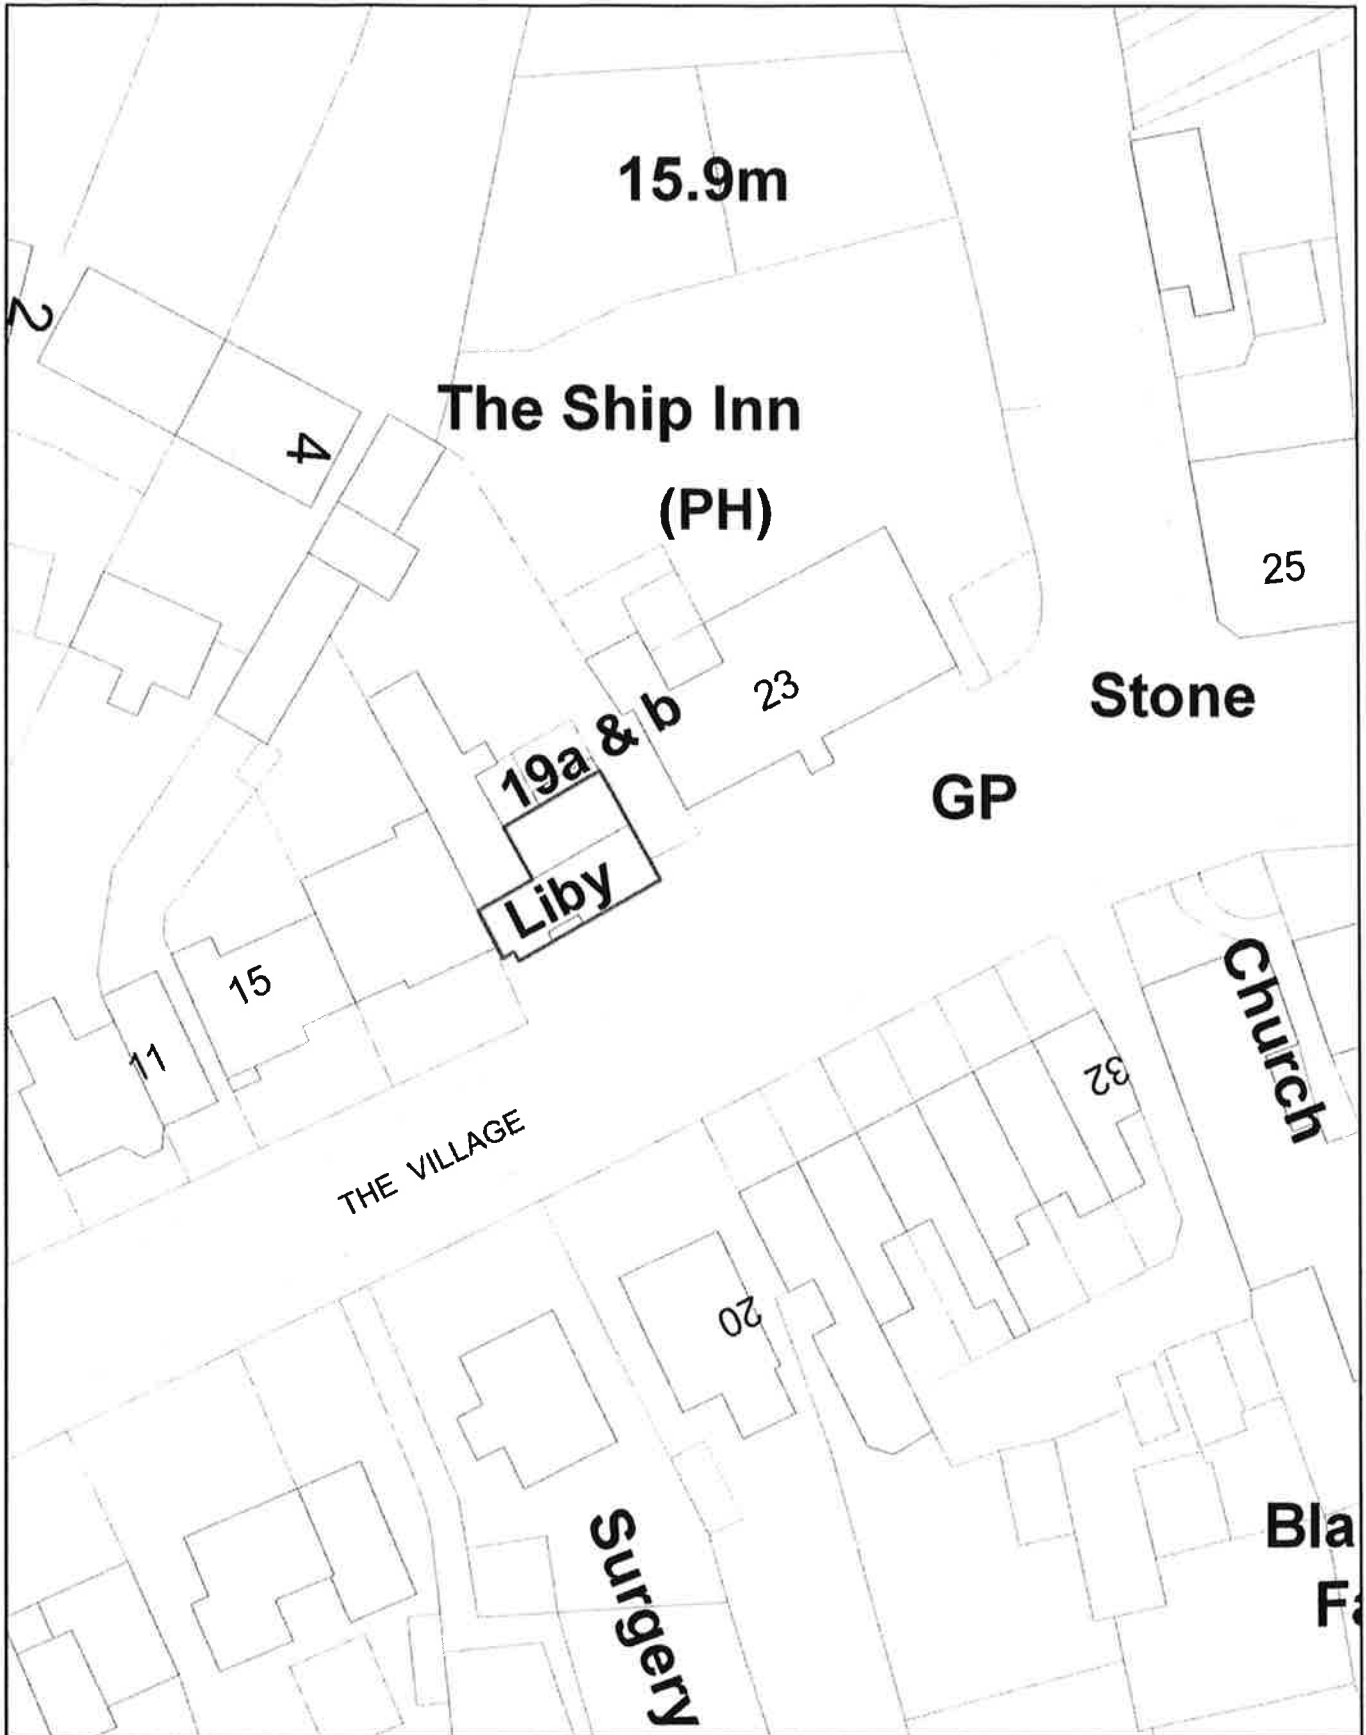 15.9m
2
The Ship Inn
4
(PH)
25
23
Stone
19a & b
GP
Liby
15
Church
11
32
THE VILLAGE
20
Surgery
Bla
Fa